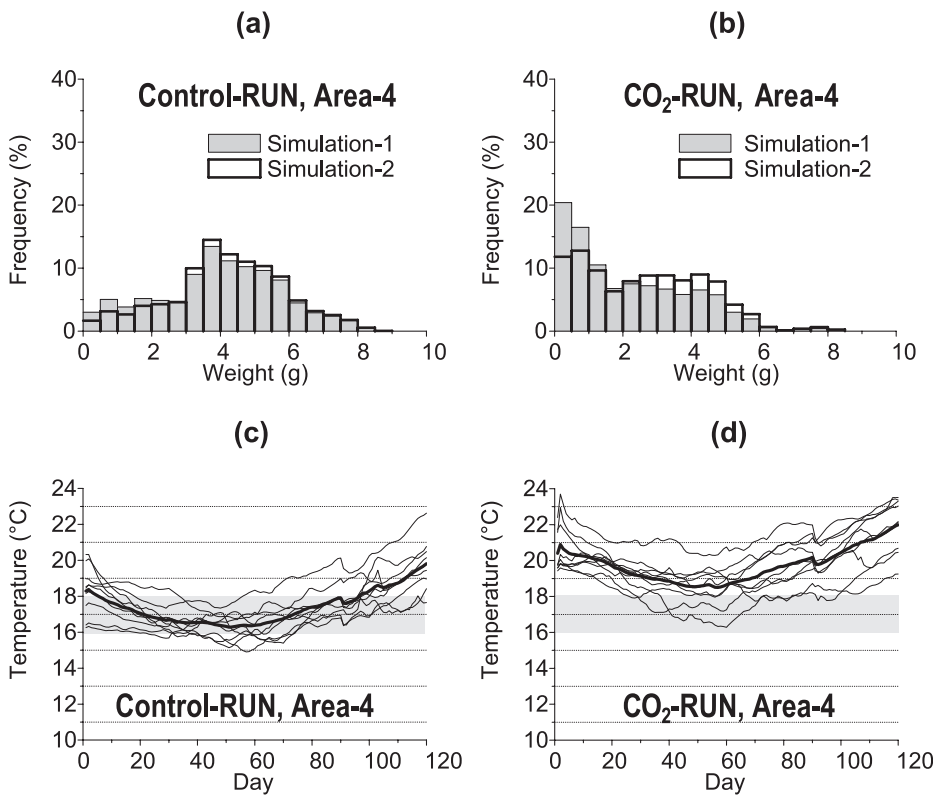 (a)
Control-RUN, Area-4
Simulation-1
Simulation-2
Frequency (%)
40
30
20
10
0
0 2 4 6 8 10
Weight (g)
(b)
CO₂-RUN, Area-4
Simulation-1
Simulation-2
Frequency (%)
40
30
20
10
0
0 2 4 6 8 10
Weight (g)
(c)
Temperature (°C)
24
22
20
18
16
14
12
10
Control-RUN, Area-4
0 20 40 60 80 100 120
Day
(d)
Temperature (°C)
24
22
20
18
16
14
12
10
CO₂-RUN, Area-4
0 20 40 60 80 100 120
Day